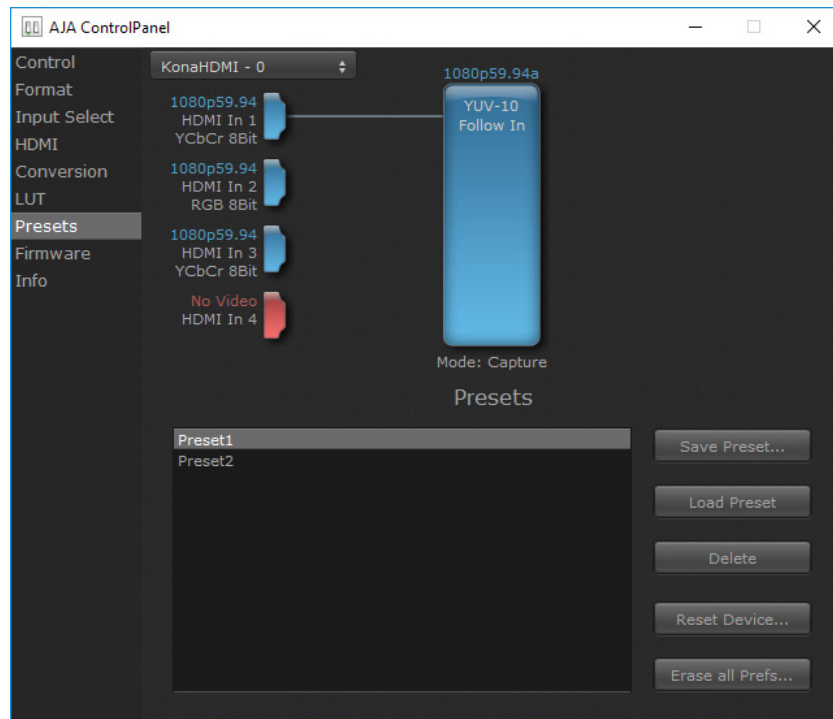 AJA ControlPanel
Control
Format
Input Select
HDMI
Conversion
LUT
Presets
Firmware
Info
KonaHDMI - 0
1080p59.94
HDMI In 1
YCbCr 8Bit
1080p59.94
HDMI In 2
RGB 8Bit
1080p59.94
HDMI In 3
YCbCr 8Bit
No Video
HDMI In 4
1080p59.94a
YUV-10
Follow In
Mode: Capture
Presets
Preset1
Preset2
Save Preset...
Load Preset
Delete
Reset Device...
Erase all Prefs...